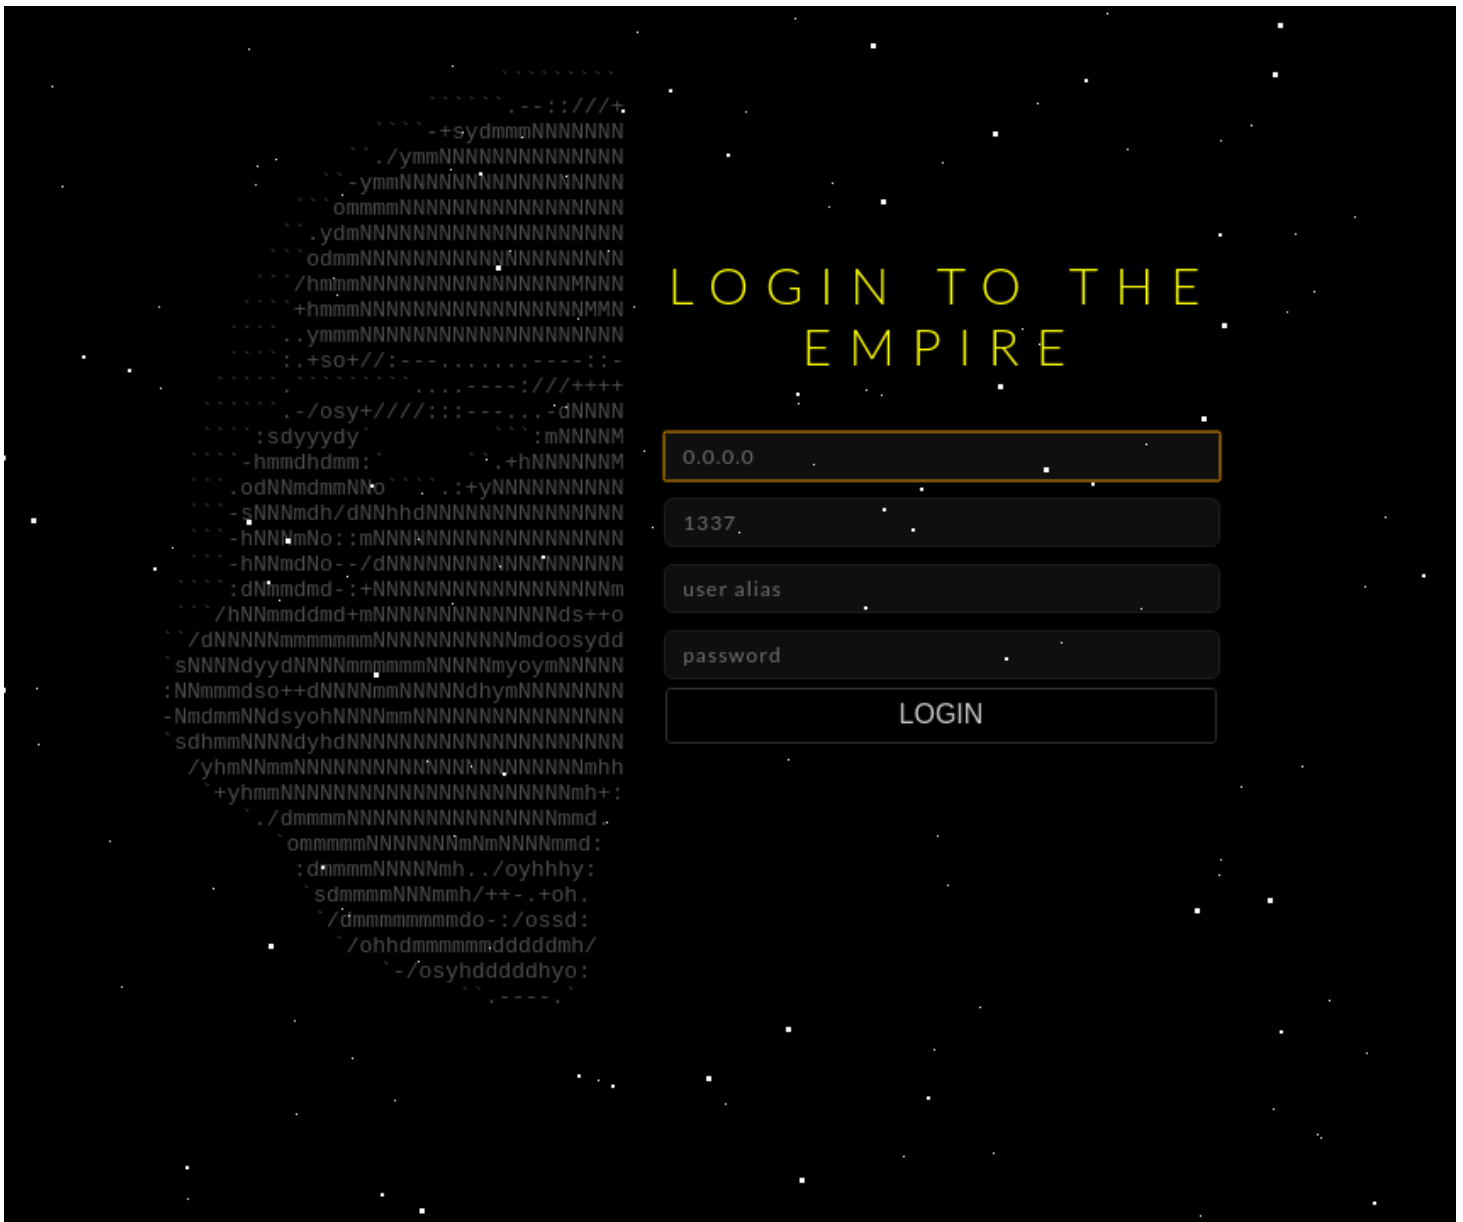 LOGIN TO THE
EMPIRE
0.0.0.0
1337
user alias
password
LOGIN